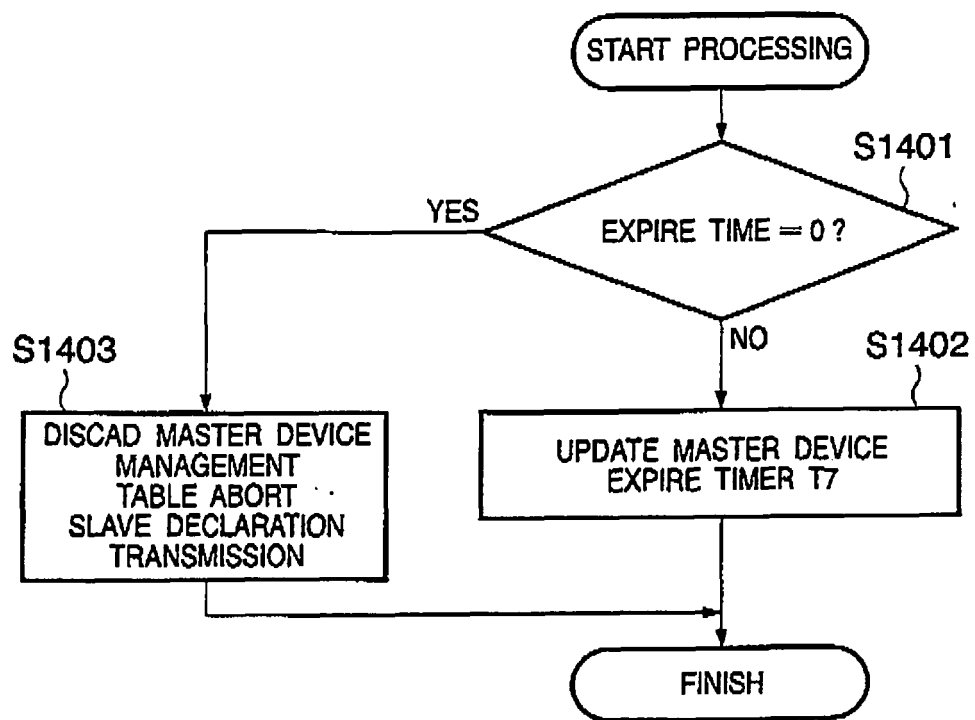 START PROCESSING
S1401
YES
EXPIRE TIME = 0 ?
NO
S1403
S1402
DISCAD MASTER DEVICE
MANAGEMENT
TABLE ABORT
SLAVE DECLARATION
TRANSMISSION
UPDATE MASTER DEVICE
EXPIRE TIMER T7
FINISH